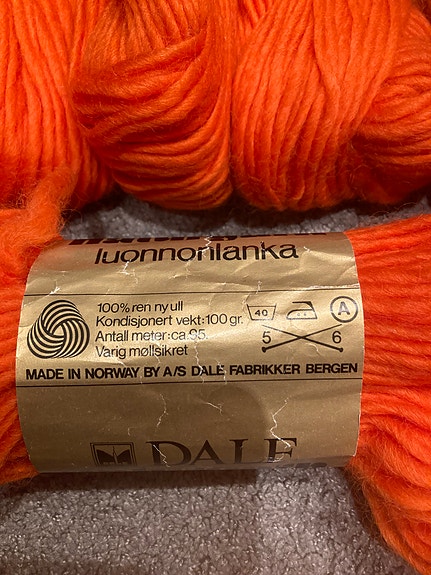 luonnonlanka
100% ren ny ull
Kondisjonert vekt: 100 gr.
Antall meter: ca. 95.
Varig møllsikret
40
A
5 6
MADE IN NORWAY BY A/S DALE FABRIKKER BERGEN
DALE